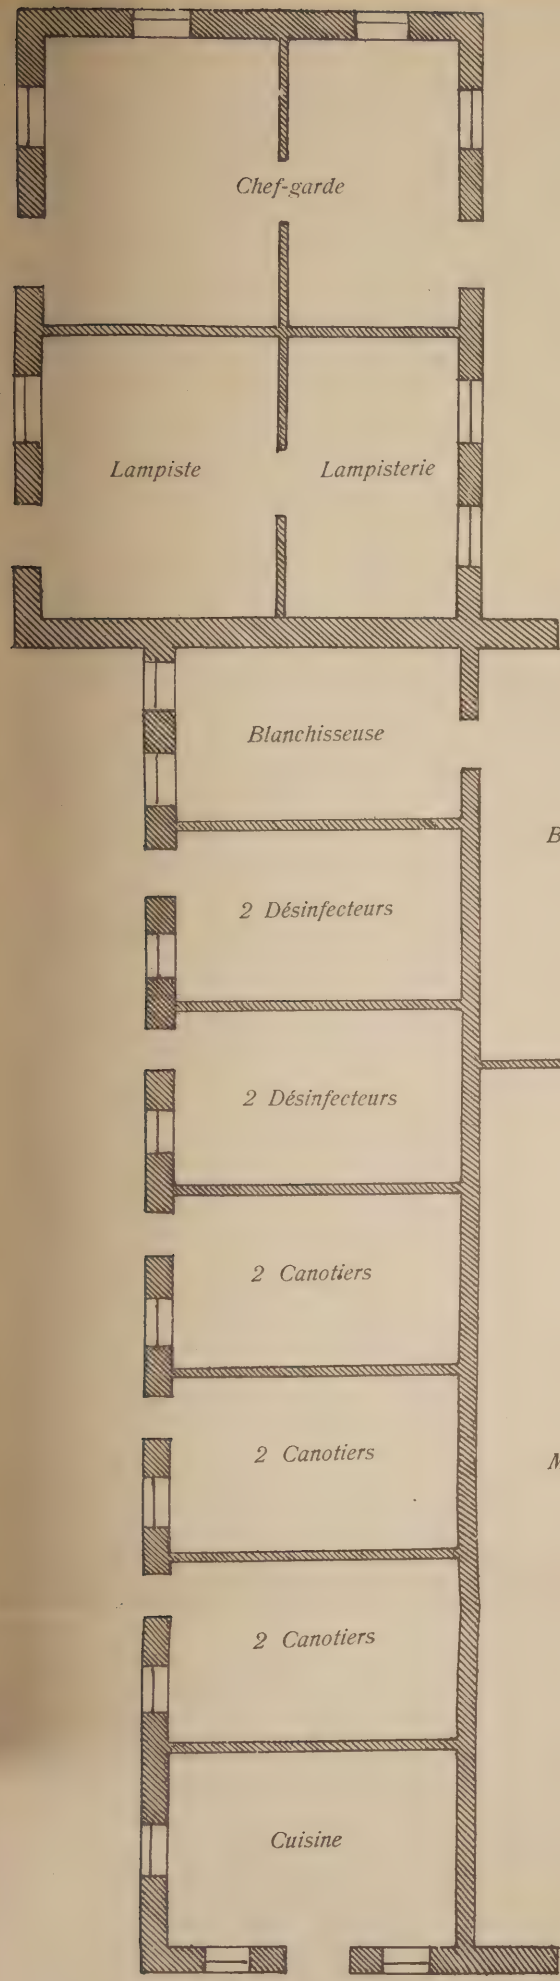 Chef-garde
Lampiste
Lampisterie
Blanchisseuse
2 Désinfecteurs
2 Désinfecteurs
2 Canotiers
2 Canotiers
2 Canotiers
Cuisine